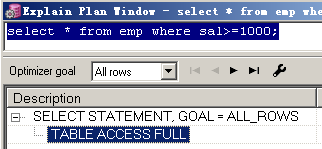 Explain Plan Window - select * from emp whe
select * from emp where sal>=1000;
Optimizer goal All rows
Description
SELECT STATEMENT, GOAL = ALL_ROWS
TABLE ACCESS FULL